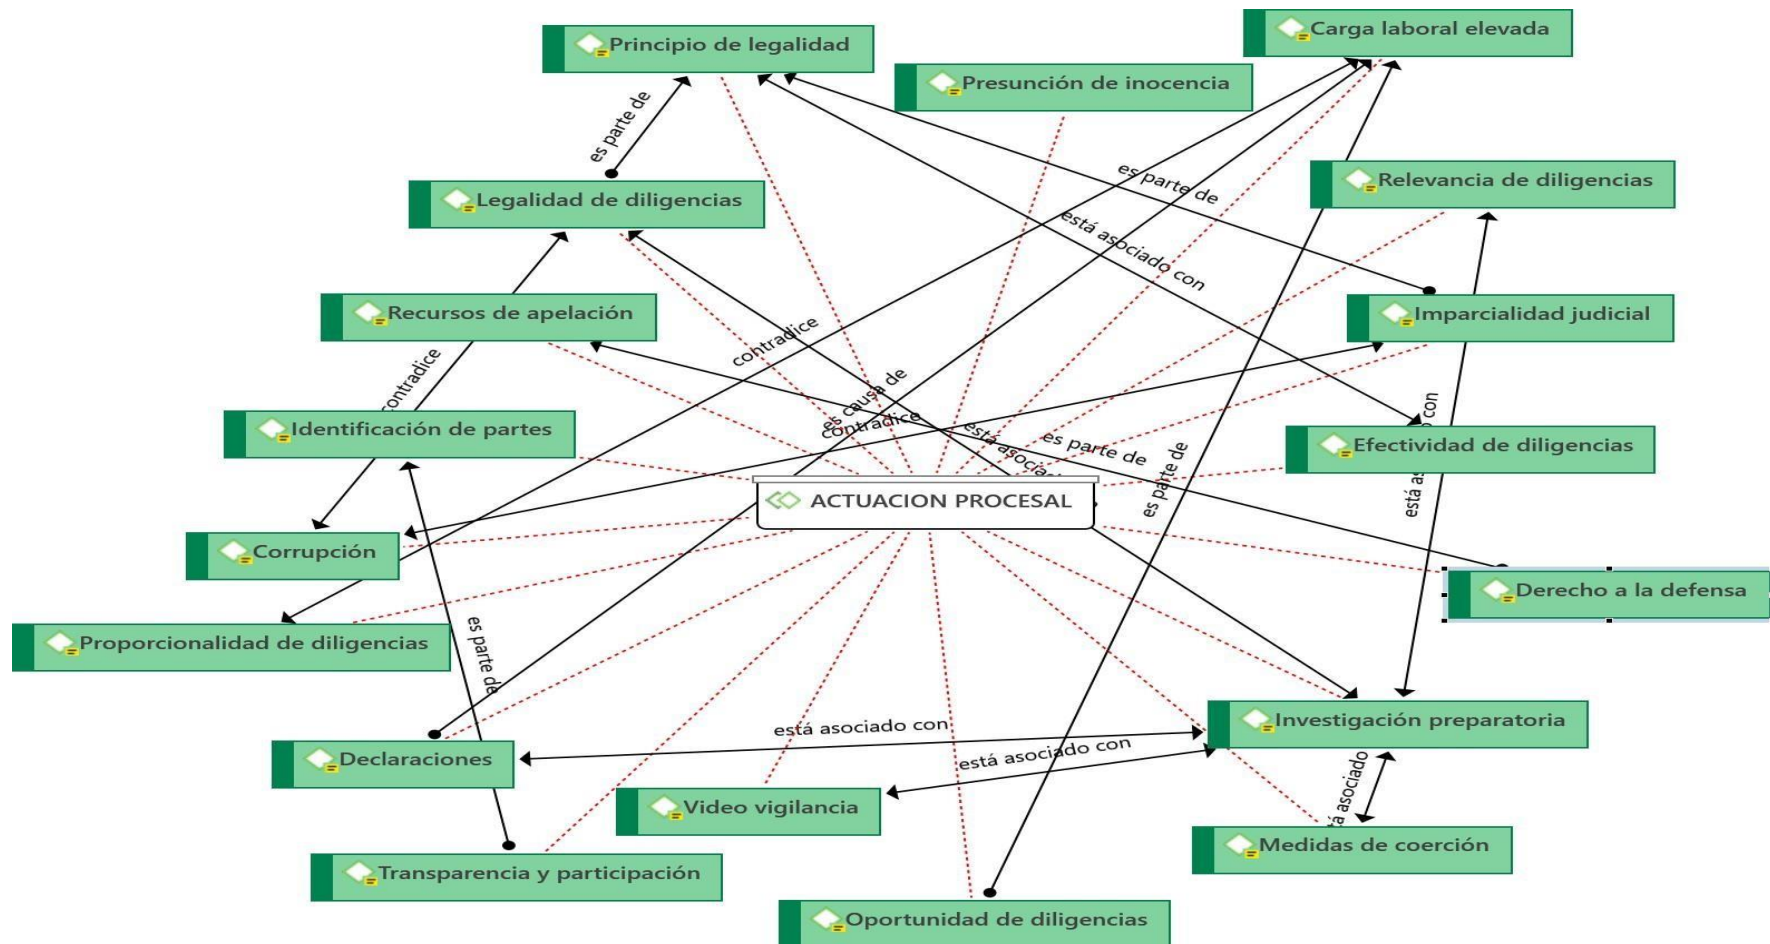 Principio de legalidad
Carga laboral elevada
Presunción de inocencia
es parte de
Relevancia de diligencias
es parte de
Legalidad de diligencias
está asociado con
Recursos de apelación
Imparcialidad judicial
contradice
contradice
es causa de
contradice
Identificación de partes
está asociado
es parte de
Efectividad de diligencias
con
es parte de
ACTUACION PROCESAL
Corrupción
Derecho a la defensa
Proporcionalidad de diligencias
es parte de
Investigación preparatoria
está asociado con
Declaraciones
está asociado con
Video vigilancia
asociado
Medidas de coerción
Transparencia y participación
Oportunidad de diligencias